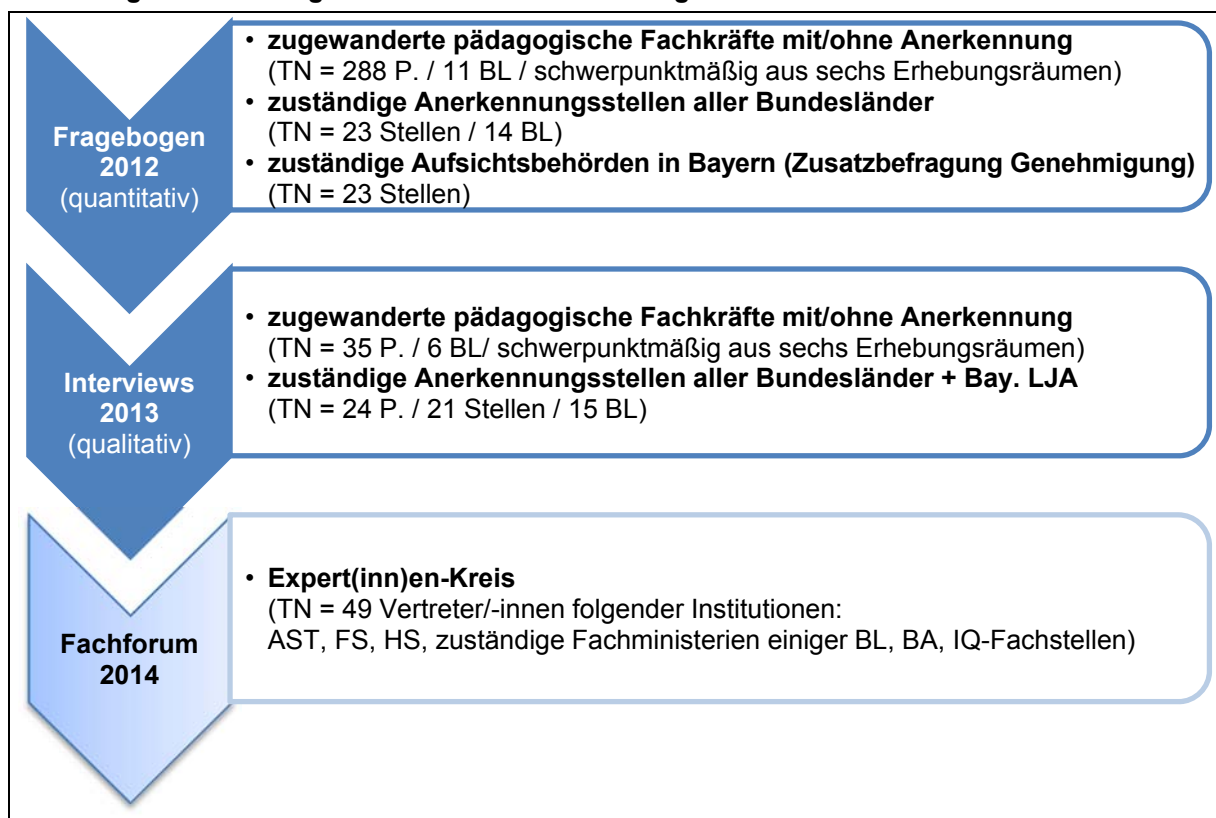 Fragebogen
2012
(quantitativ)
• zugewanderte pädagogische Fachkräfte mit/ohne Anerkennung
(TN = 288 P. / 11 BL / schwerpunktmäßig aus sechs Erhebungsräumen)
• zuständige Anerkennungsstellen aller Bundesländer
(TN = 23 Stellen / 14 BL)
• zuständige Aufsichtsbehörden in Bayern (Zusatzbefragung Genehmigung)
(TN = 23 Stellen)
Interviews
2013
(qualitativ)
• zugewanderte pädagogische Fachkräfte mit/ohne Anerkennung
(TN = 35 P. / 6 BL/ schwerpunktmäßig aus sechs Erhebungsräumen)
• zuständige Anerkennungsstellen aller Bundesländer + Bay. LJA
(TN = 24 P. / 21 Stellen / 15 BL)
Fachforum
2014
• Expert(inn)en-Kreis
(TN = 49 Vertreter/-innen folgender Institutionen:
AST, FS, HS, zuständige Fachministerien einiger BL, BA, IQ-Fachstellen)